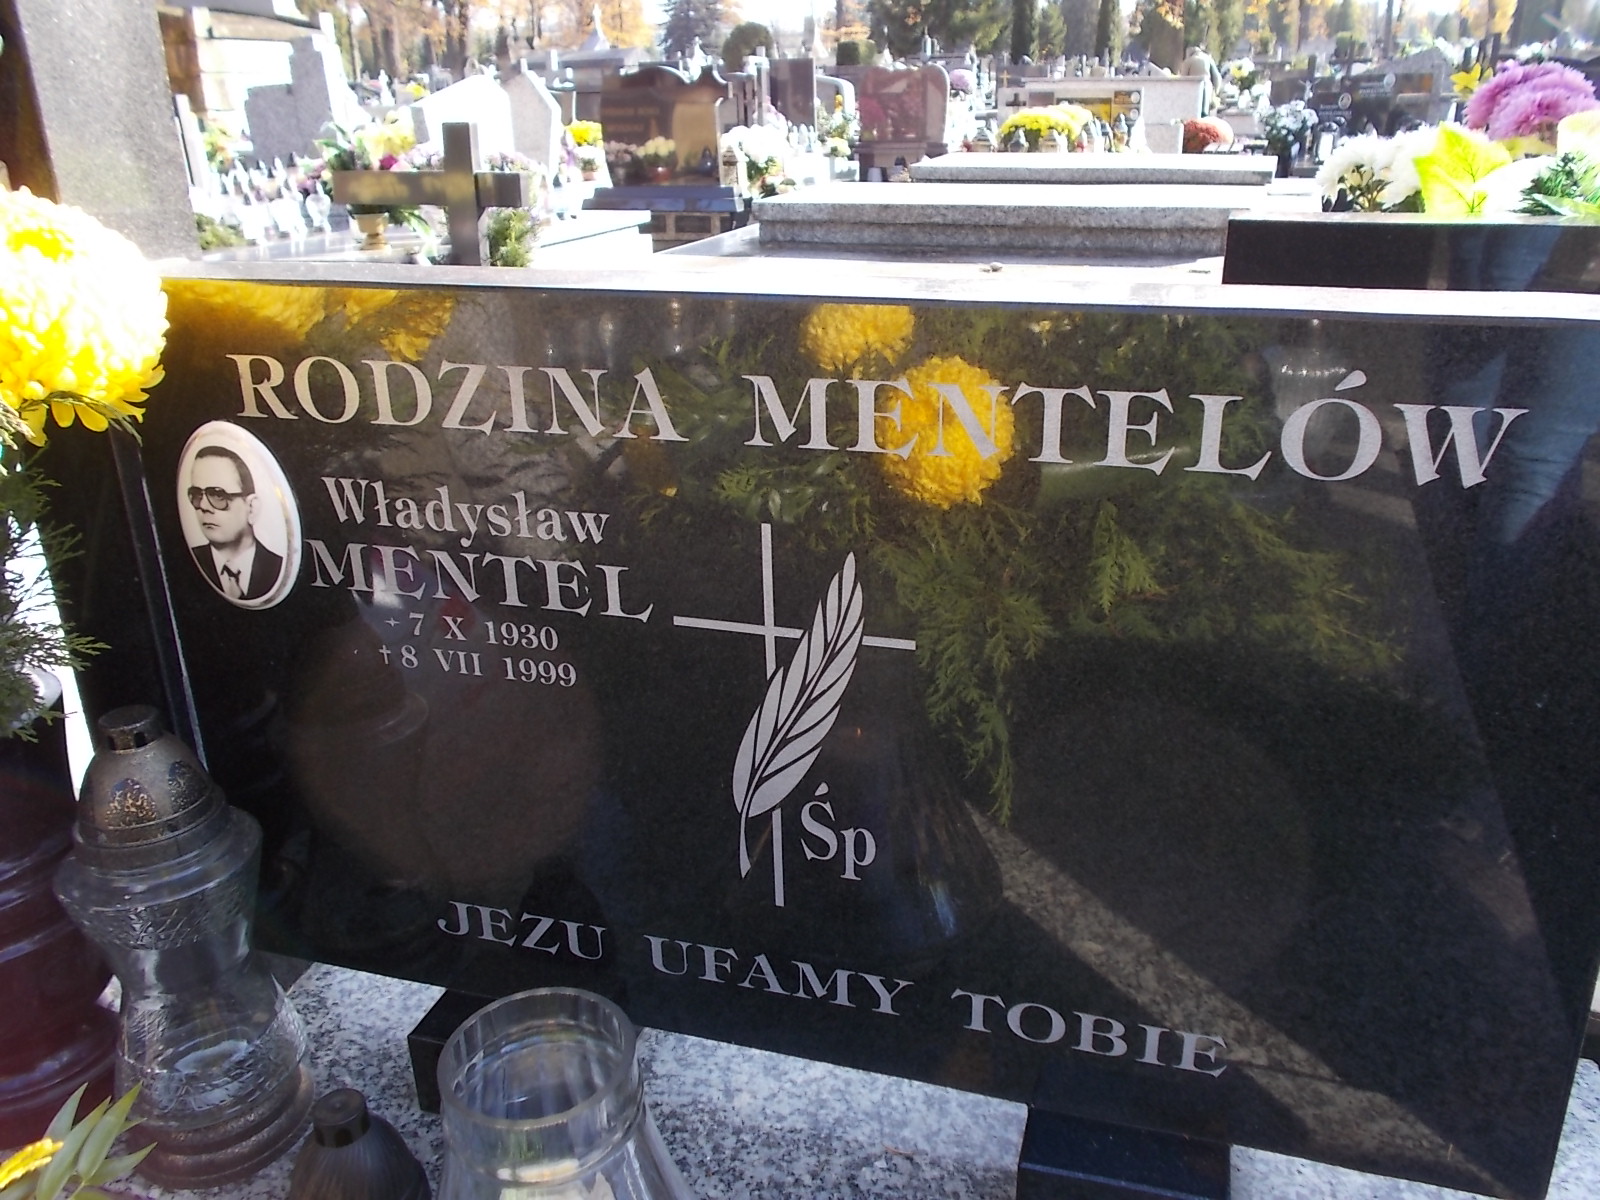 RODZINA MENTELÓW
Władysław
MENTEL
7 X 1930
† 8 VII 1999
Śp
JEZU UFAMY TOBIE